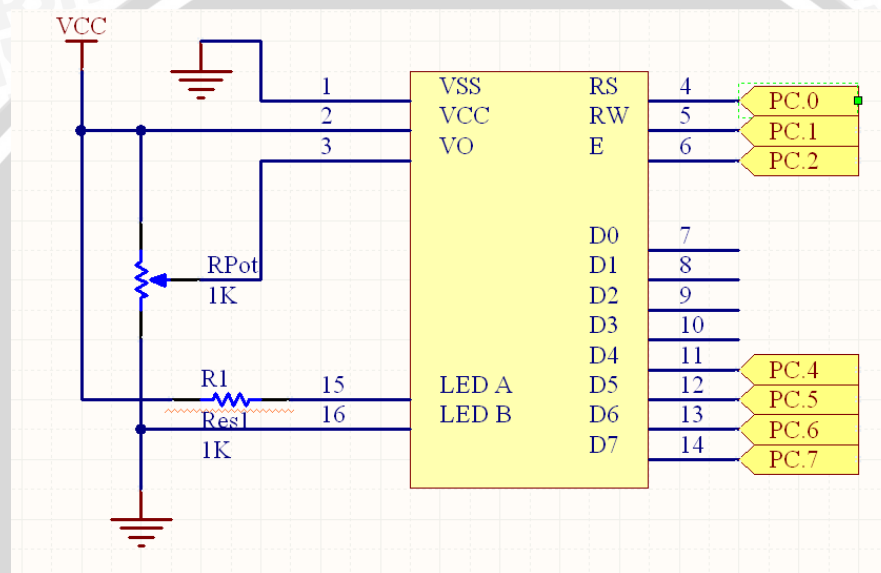 VCC
1 VSS RS 4 PC.0
2 VCC RW 5 PC.1
3 VO E 6 PC.2
D0 7
RPot D1 8
1K D2 9
D3 10
D4 11 PC.4
R1 15 LED A D5 12 PC.5
Res1 16 LED B D6 13 PC.6
1K D7 14 PC.7